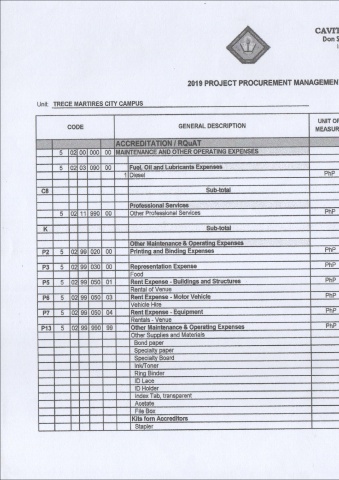 CAVIT
Don S
2019 PROJECT PROCUREMENT MANAGEMEN
Unit: TRECE MARTIRES CITY CAMPUS
CODE GENERAL DESCRIPTION UNIT OF
MEASUR
ACCREDITATION / RQuAT
5 02 00 000 00 MAINTENANCE AND OTHER OPERATING EXPENSES
5 02 03 090 00 Fuel, Oil and Lubricants Expenses
1 Diesel PhP
C8 Sub-total
Professional Services
5 02 11 990 00 Other Professional Services PhP
K Sub-total
Other Maintenance & Operating Expenses
P2 5 02 99 020 00 Printing and Binding Expenses PhP
P3 5 02 99 030 00 Representation Expense PhP
Food
P5 5 02 99 050 01 Rent Expense - Buildings and Structures PhP
Rental of Venue
P6 5 02 99 050 03 Rent Expense - Motor Vehicle PhP
Vehicle Hire
P7 5 02 99 050 04 Rent Expense - Equipment PhP
Rentals - Venue
P13 5 02 99 990 99 Other Maintenance & Operating Expenses PhP
Other Supplies and Materials
Bond paper
Specialty paper
Specialty Board
Ink/Toner
Ring Binder
ID Lace
ID Holder
Index Tab, transparent
Acetate
File Box
Kits forn Accreditors
Stapler